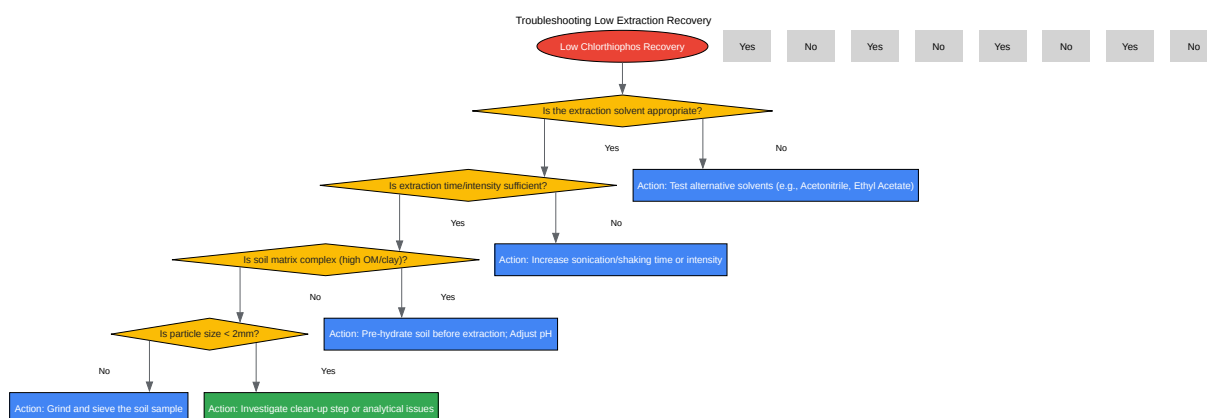 Troubleshooting Low Extraction Recovery
Low Chlorthiophos Recovery
Yes
No
Yes
No
Yes
No
Yes
No
Is the extraction solvent appropriate?
Yes
No
Is extraction time/intensity sufficient?
Action: Test alternative solvents (e.g., Acetonitrile, Ethyl Acetate)
Yes
No
Is soil matrix complex (high OM/clay)?
Action: Increase sonication/shaking time or intensity
No
Yes
Is particle size < 2mm?
Action: Pre-hydrate soil before extraction; Adjust pH
No
Yes
Action: Grind and sieve the soil sample
Action: Investigate clean-up step or analytical issues